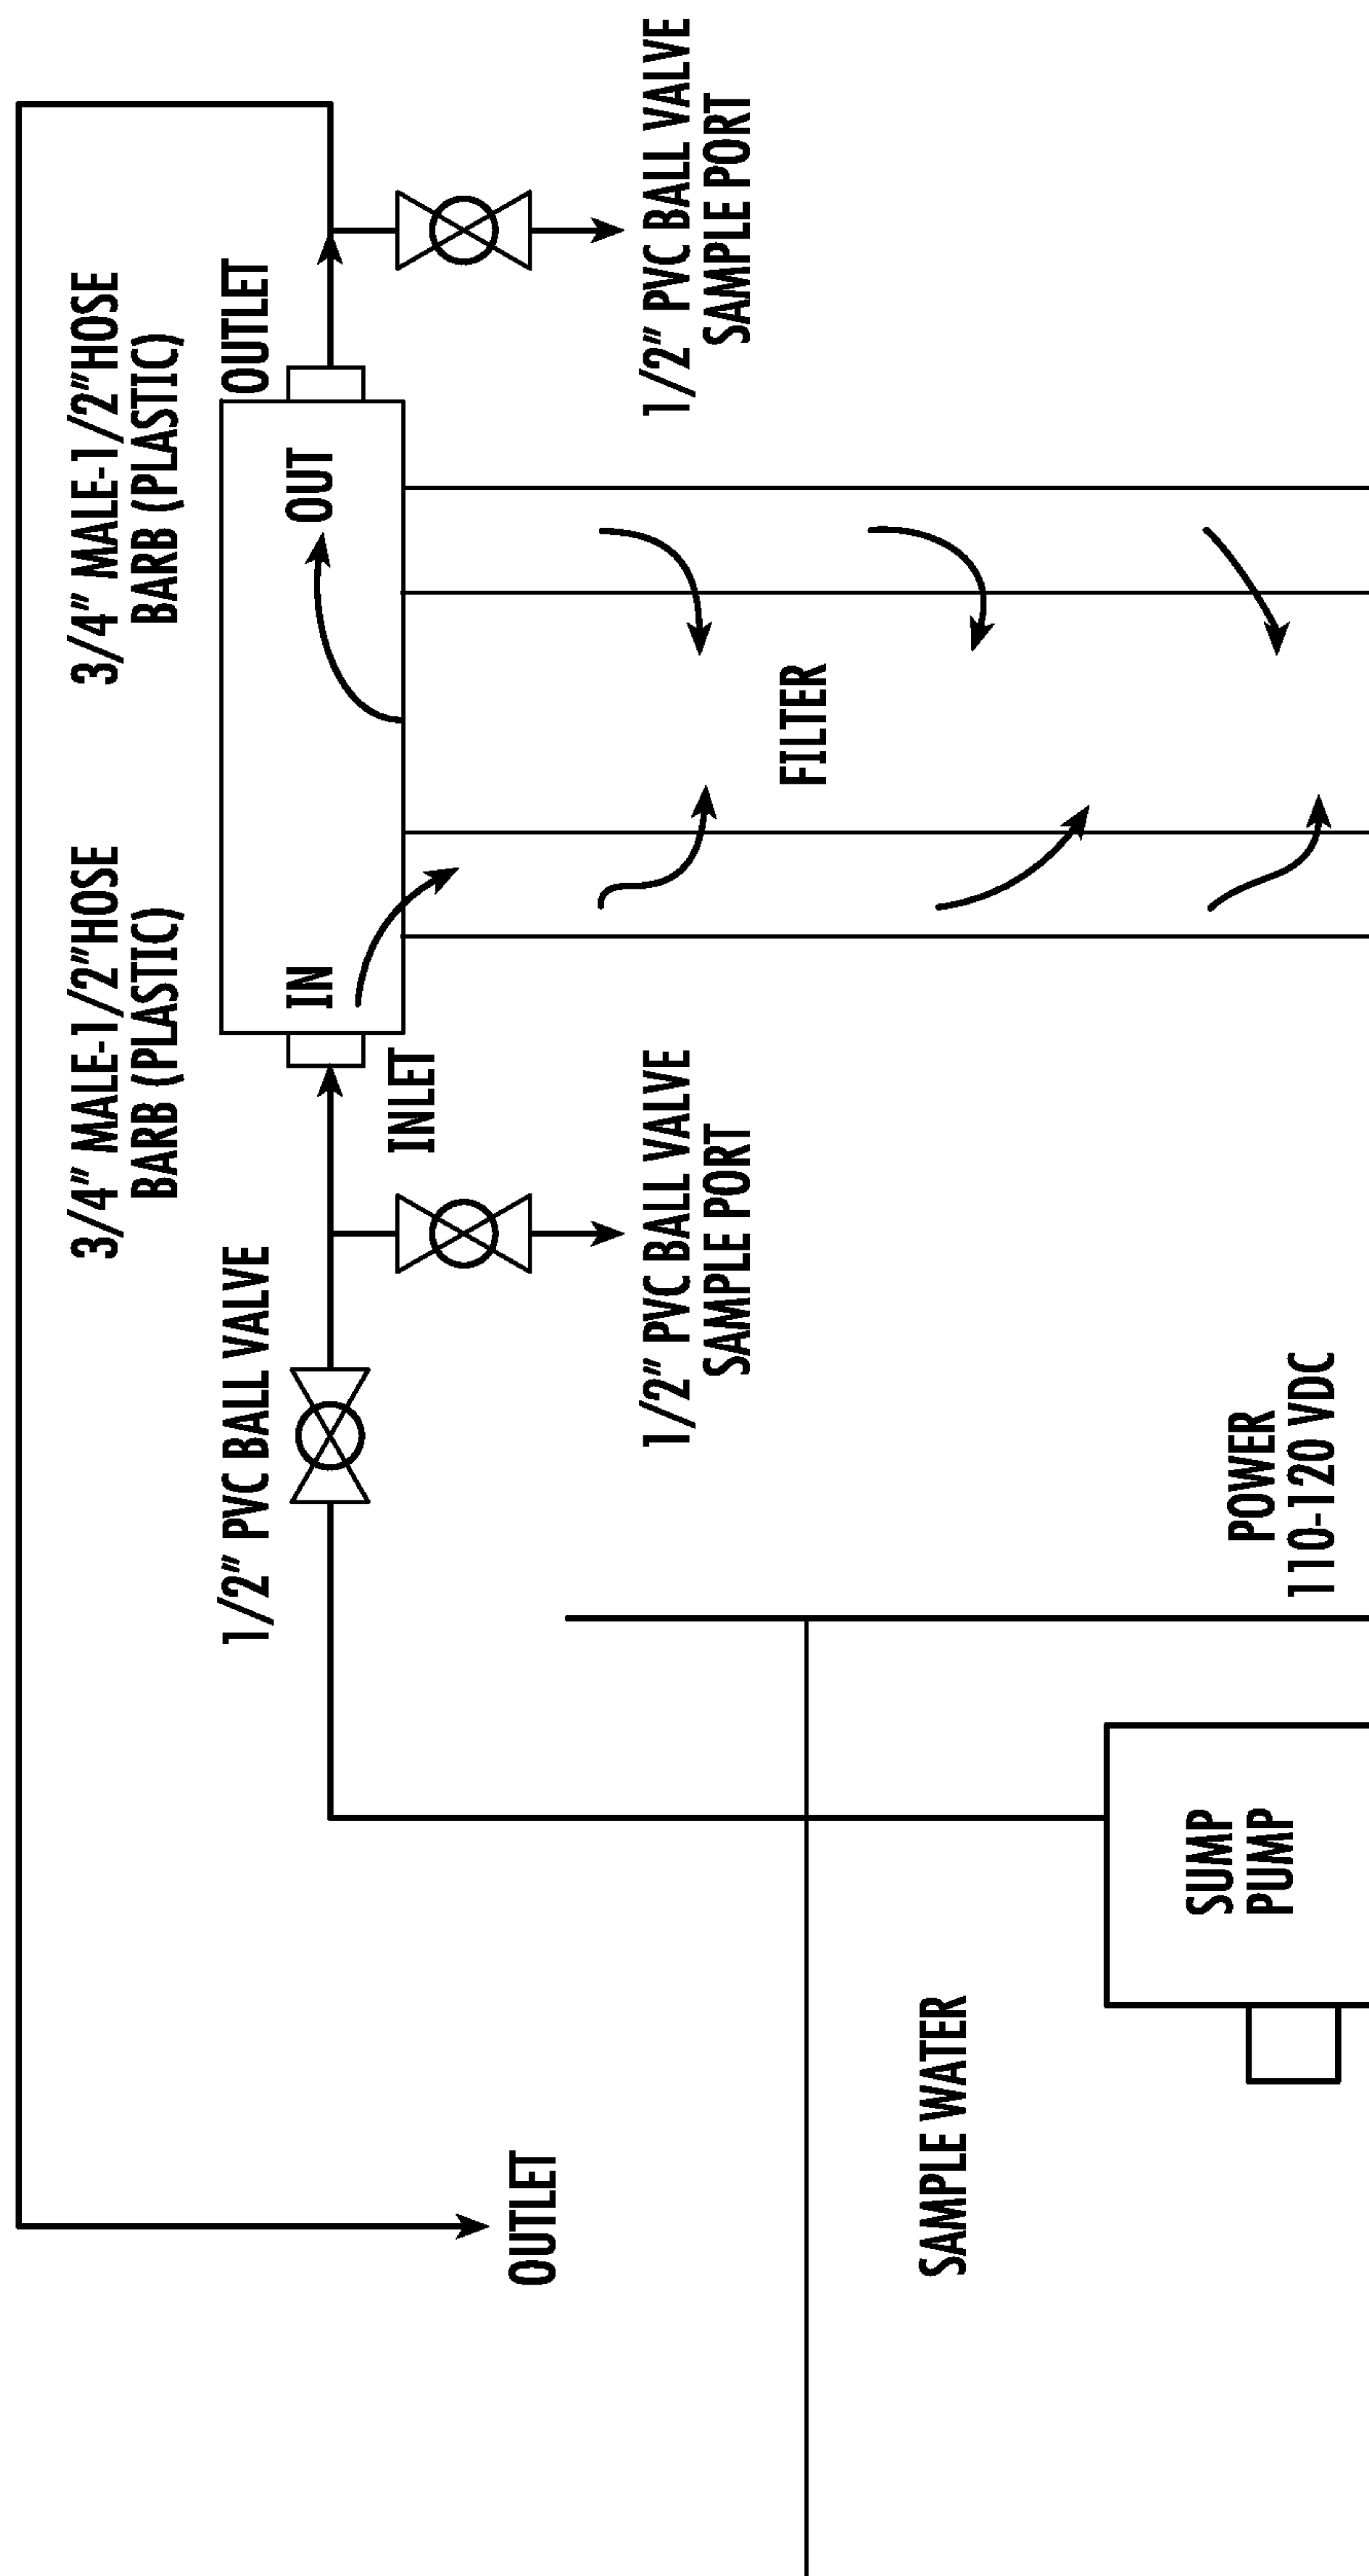 3/4" MALE-1/2"HOSE
BARB (PLASTIC)
3/4" MALE-1/2"HOSE
BARB (PLASTIC)
1/2" PVC BALL VALVE
OUTLET
IN
OUT
INLET
OUTLET
1/2" PVC BALL VALVE
SAMPLE PORT
1/2" PVC BALL VALVE
SAMPLE PORT
FILTER
SAMPLE WATER
SUMP
PUMP
POWER
110-120 VDC